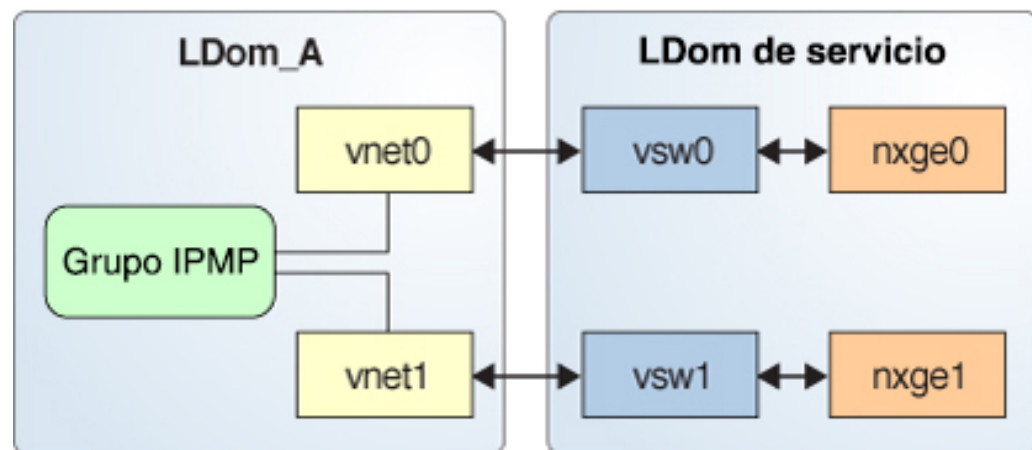 LDom_A
LDom de servicio
vnet0
vsw0
nxge0
Grupo IPMP
vnet1
vsw1
nxge1